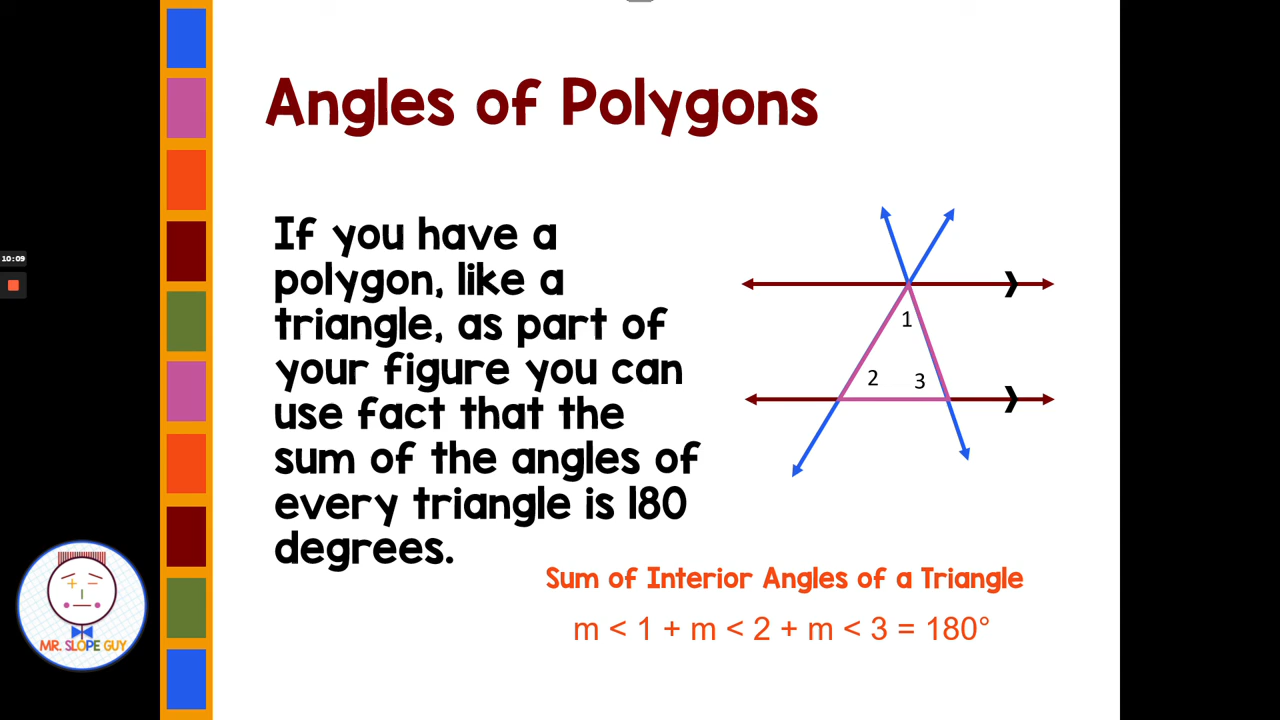 Angles of Polygons
If you have a
polygon, like a
triangle, as part of
your figure you can
use fact that the
sum of the angles of
every triangle is 180
degrees.
1
2
3
Sum of Interior Angles of a Triangle
m < 1 + m < 2 + m < 3 = 180°
10:09
MR. SLOPE GUY